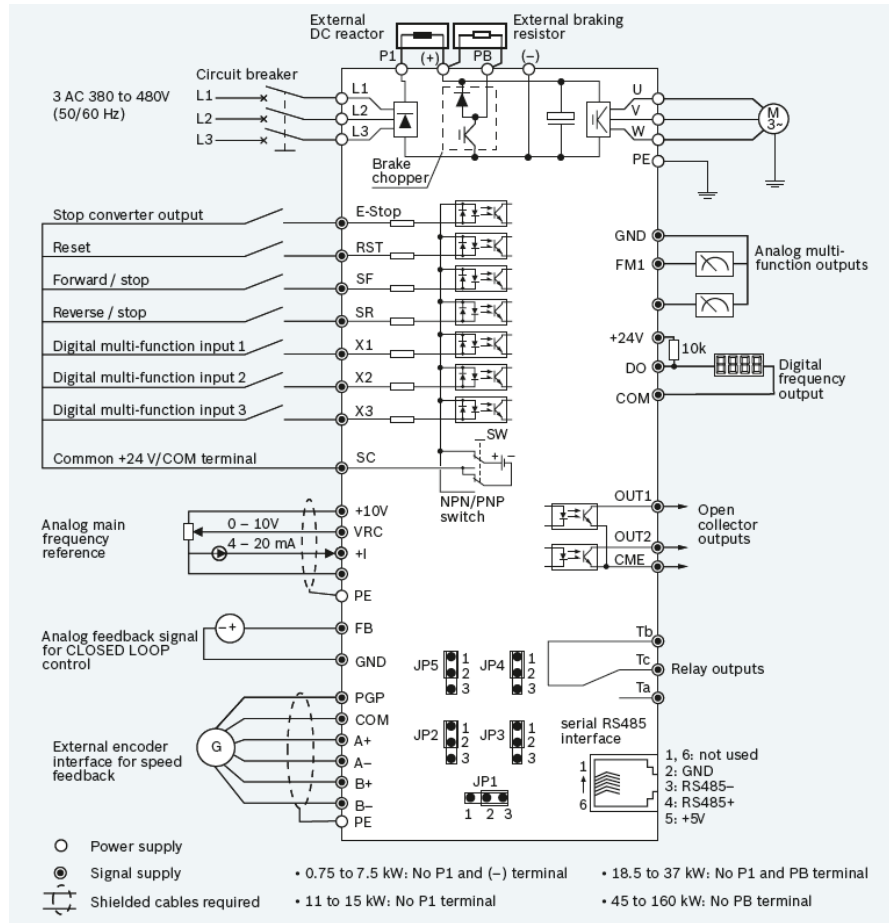 External
DC reactor
External braking
resistor
P1
(+)
PB
(−)
Circuit breaker
3 AC 380 to 480V
(50/60 Hz)
L1
L2
L3
L1
L2
L3
U
V
W
M
3~
PE
Brake
chopper
Stop converter output
E-Stop
Reset
RST
Forward / stop
SF
Reverse / stop
SR
Digital multi-function input 1
X1
Digital multi-function input 2
X2
Digital multi-function input 3
X3
Common +24 V/COM terminal
SC
SW
+ −
NPN/PNP
switch
GND
FM1
Analog multi-
function outputs
+24V
10k
DO
COM
Digital
frequency
output
Analog main
frequency
reference
0 – 10V
4 – 20 mA
+10V
VRC
+I
PE
OUT1
OUT2
CME
Open
collector
outputs
Analog feedback signal
for CLOSED LOOP
control
− +
FB
GND
Tb
Tc
Ta
Relay outputs
JP5
1
2
3
JP4
1
2
3
External encoder
interface for speed
feedback
G
PGP
COM
A+
A−
B+
B−
PE
JP2
1
2
3
JP3
1
2
3
JP1
1 2 3
serial RS485
interface
1
6
1, 6: not used
2: GND
3: RS485−
4: RS485+
5: +5V
Power supply
Signal supply
Shielded cables required
• 0.75 to 7.5 kW: No P1 and (−) terminal
• 11 to 15 kW: No P1 terminal
• 18.5 to 37 kW: No P1 and PB terminal
• 45 to 160 kW: No PB terminal